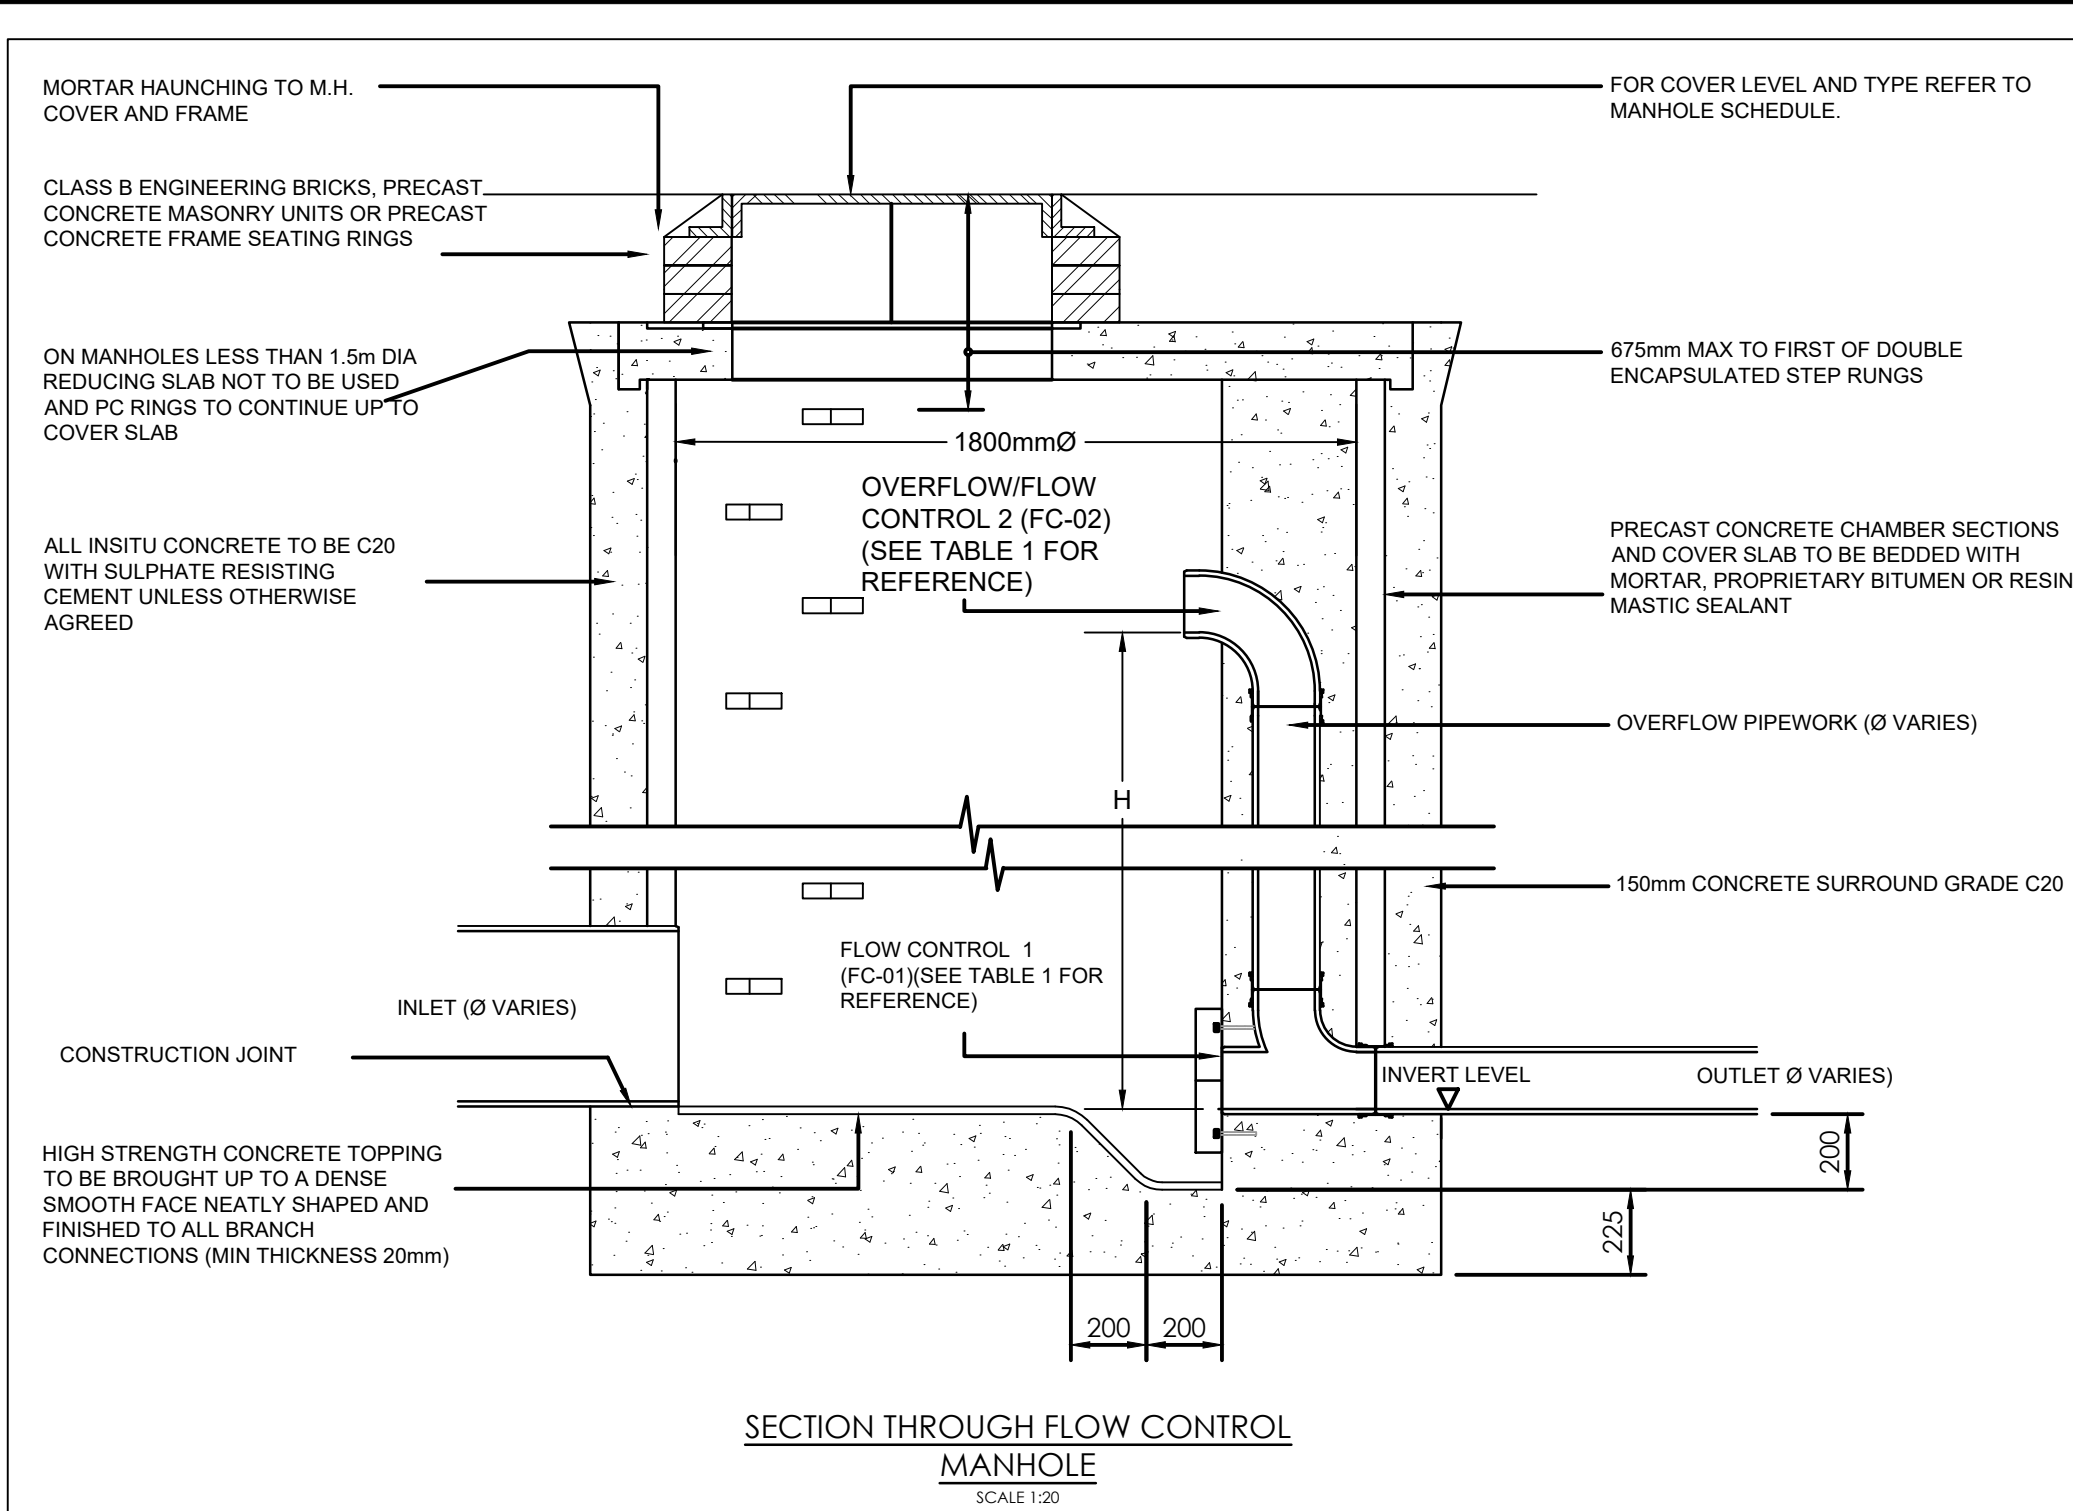 MORTAR HAUNCHING TO M.H.
COVER AND FRAME
FOR COVER LEVEL AND TYPE REFER TO
MANHOLE SCHEDULE.
CLASS B ENGINEERING BRICKS, PRECAST
CONCRETE MASONRY UNITS OR PRECAST
CONCRETE FRAME SEATING RINGS
ON MANHOLES LESS THAN 1.5m DIA
REDUCING SLAB NOT TO BE USED
AND PC RINGS TO CONTINUE UP TO
COVER SLAB
675mm MAX TO FIRST OF DOUBLE
ENCAPSULATED STEP RUNGS
1800mmØ
OVERFLOW/FLOW
CONTROL 2 (FC-02)
(SEE TABLE 1 FOR
REFERENCE)
ALL INSITU CONCRETE TO BE C20
WITH SULPHATE RESISTING
CEMENT UNLESS OTHERWISE
AGREED
PRECAST CONCRETE CHAMBER SECTIONS
AND COVER SLAB TO BE BEDDED WITH
MORTAR, PROPRIETARY BITUMEN OR RESIN
MASTIC SEALANT
OVERFLOW PIPEWORK (Ø VARIES)
H
150mm CONCRETE SURROUND GRADE C20
FLOW CONTROL 1
(FC-01)(SEE TABLE 1 FOR
REFERENCE)
INLET (Ø VARIES)
CONSTRUCTION JOINT
INVERT LEVEL
OUTLET Ø VARIES)
HIGH STRENGTH CONCRETE TOPPING
TO BE BROUGHT UP TO A DENSE
SMOOTH FACE NEATLY SHAPED AND
FINISHED TO ALL BRANCH
CONNECTIONS (MIN THICKNESS 20mm)
200
225
200
200
SECTION THROUGH FLOW CONTROL
MANHOLE
SCALE 1:20